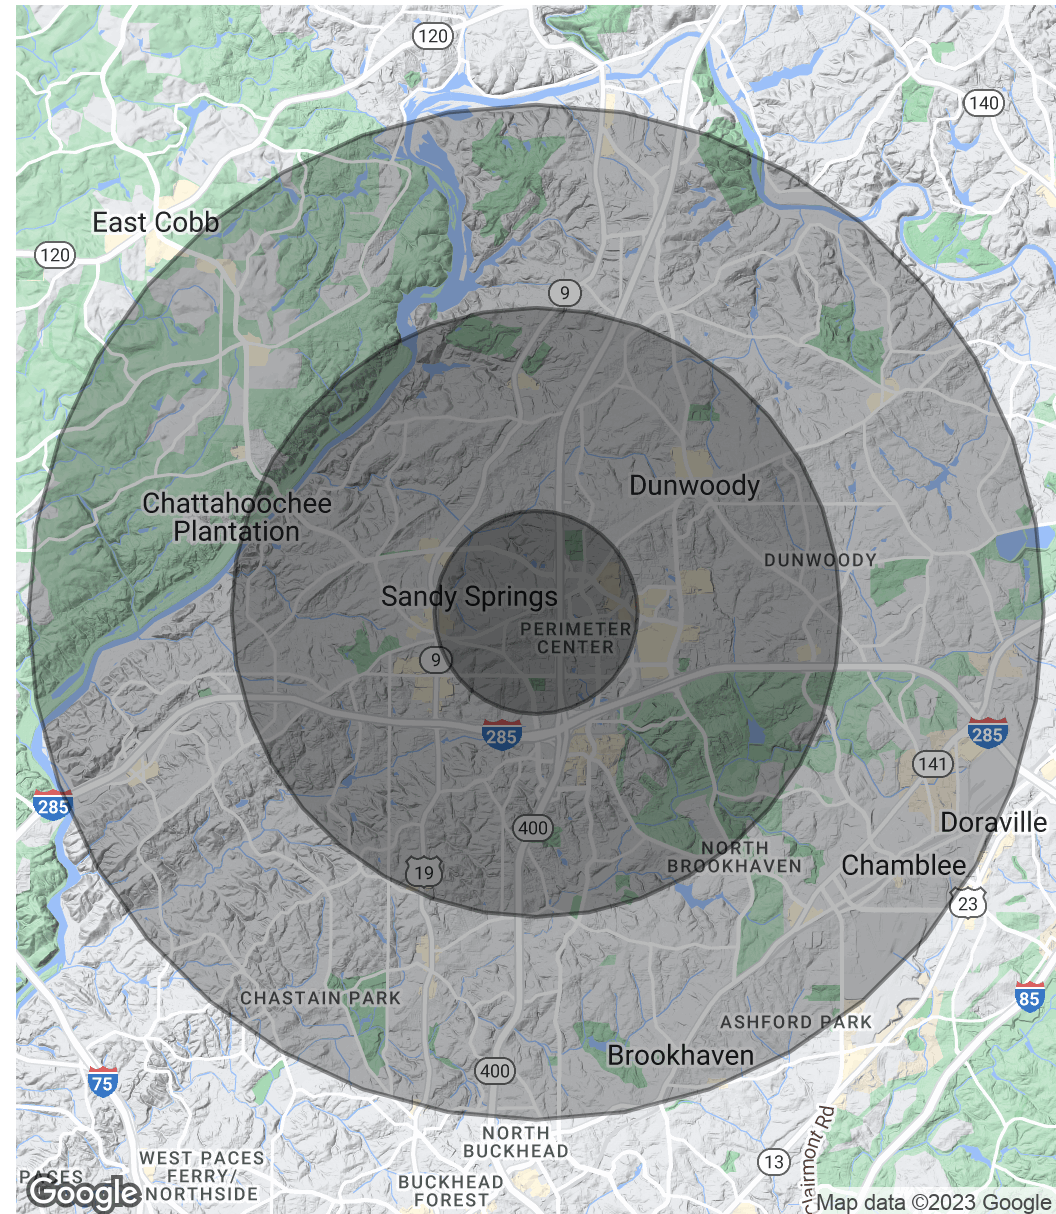 120
140
East Cobb
120
9
Dunwoody
Chattahoochee
Plantation
DUNWOODY
Sandy Springs
PERIMETER
CENTER
9
285
285
141
285
Doraville
400
NORTH
BROOKHAVEN
Chamblee
19
23
CHASTAIN PARK
85
ASHFORD PARK
Brookhaven
400
75
NORTH
BUCKHEAD
WEST PACES
FERRY/
NORTHSIDE
13
Clairmont Rd
PACES
BUCKHEAD
FOREST
Google
Map data ©2023 Google